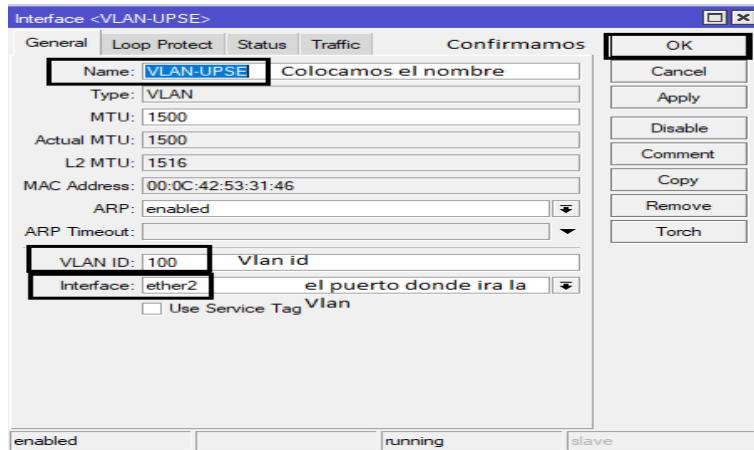 Interface <VLAN-UPSE>
General Loop Protect Status Traffic Confirmamos OK
Name: VLAN-UPSE Colocamos el nombre Cancel
Type: VLAN Apply
MTU: 1500
Actual MTU: 1500 Disable
L2 MTU: 1516 Comment
MAC Address: 00:0C:42:53:31:46 Copy
ARP: enabled Remove
ARP Timeout: Torch
VLAN ID: 100 Vlan id
Interface: ether2 el puerto donde ira la
Use Service Tag Vlan
enabled running slave